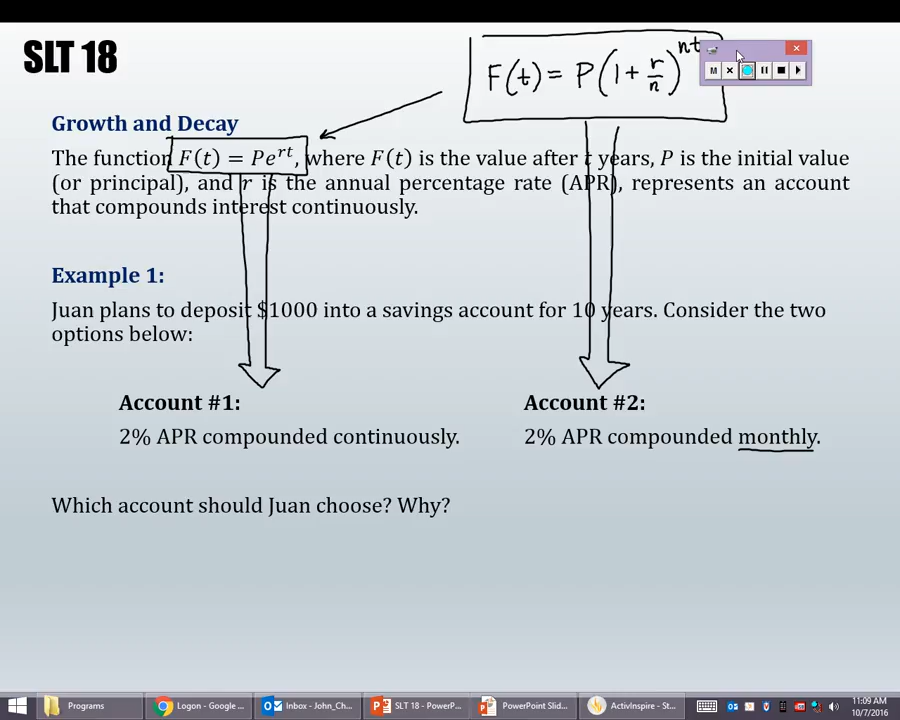 SLT 18
F(t) = P(1 + r/n)^nt
M
Growth and Decay
The function F(t) = Pe^rt, where F(t) is the value after t years, P is the initial value
(or principal), and r is the annual percentage rate (APR), represents an account
that compounds interest continuously.
Example 1:
Juan plans to deposit $1000 into a savings account for 10 years. Consider the two
options below:
Account #1:
2% APR compounded continuously.
Account #2:
2% APR compounded monthly.
Which account should Juan choose? Why?
Programs
Logon - Google ...
Inbox - John_Ch...
SLT 18 - PowerP...
PowerPoint Slid...
ActivInspire - St...
11:09 AM
10/7/2016